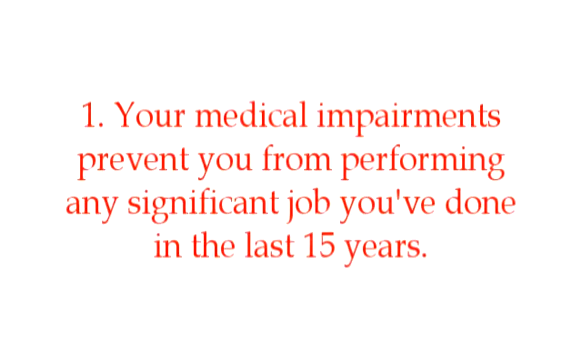 1. Your medical impairments
prevent you from performing
any significant job you've done
in the last 15 years.